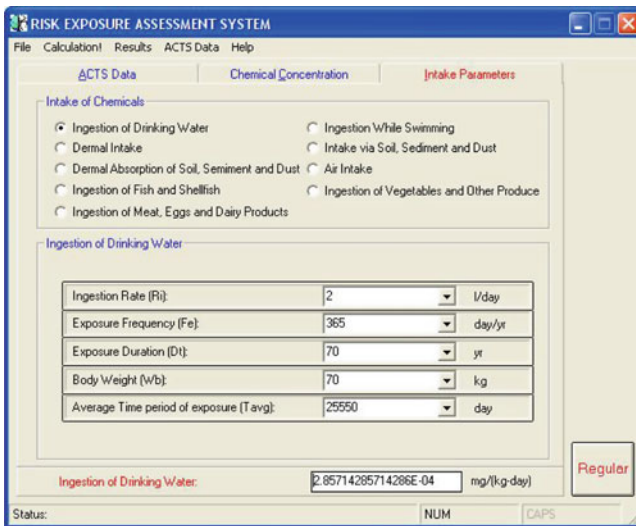 RISK EXPOSURE ASSESSMENT SYSTEM
File Calculation! Results ACTS Data Help
ACTS Data Chemical Concentration Intake Parameters
Intake of Chemicals
Ingestion of Drinking Water Ingestion While Swimming
Dermal Intake Intake via Soil, Sediment and Dust
Dermal Absorption of Soil, Semiment and Dust Air Intake
Ingestion of Fish and Shellfish Ingestion of Vegetables and Other Produce
Ingestion of Meat, Eggs and Dairy Products
Ingestion of Drinking Water
Ingestion Rate (Ri): 2 l/day
Exposure Frequency (Fe): 365 day/yr
Exposure Duration (Dt): 70 yr
Body Weight (Wb): 70 kg
Average Time period of exposure (Tavg): 25550 day
Ingestion of Drinking Water: 2.85714285714286E-04 mg/(kg-day) Regular
Status: NUM CAPS